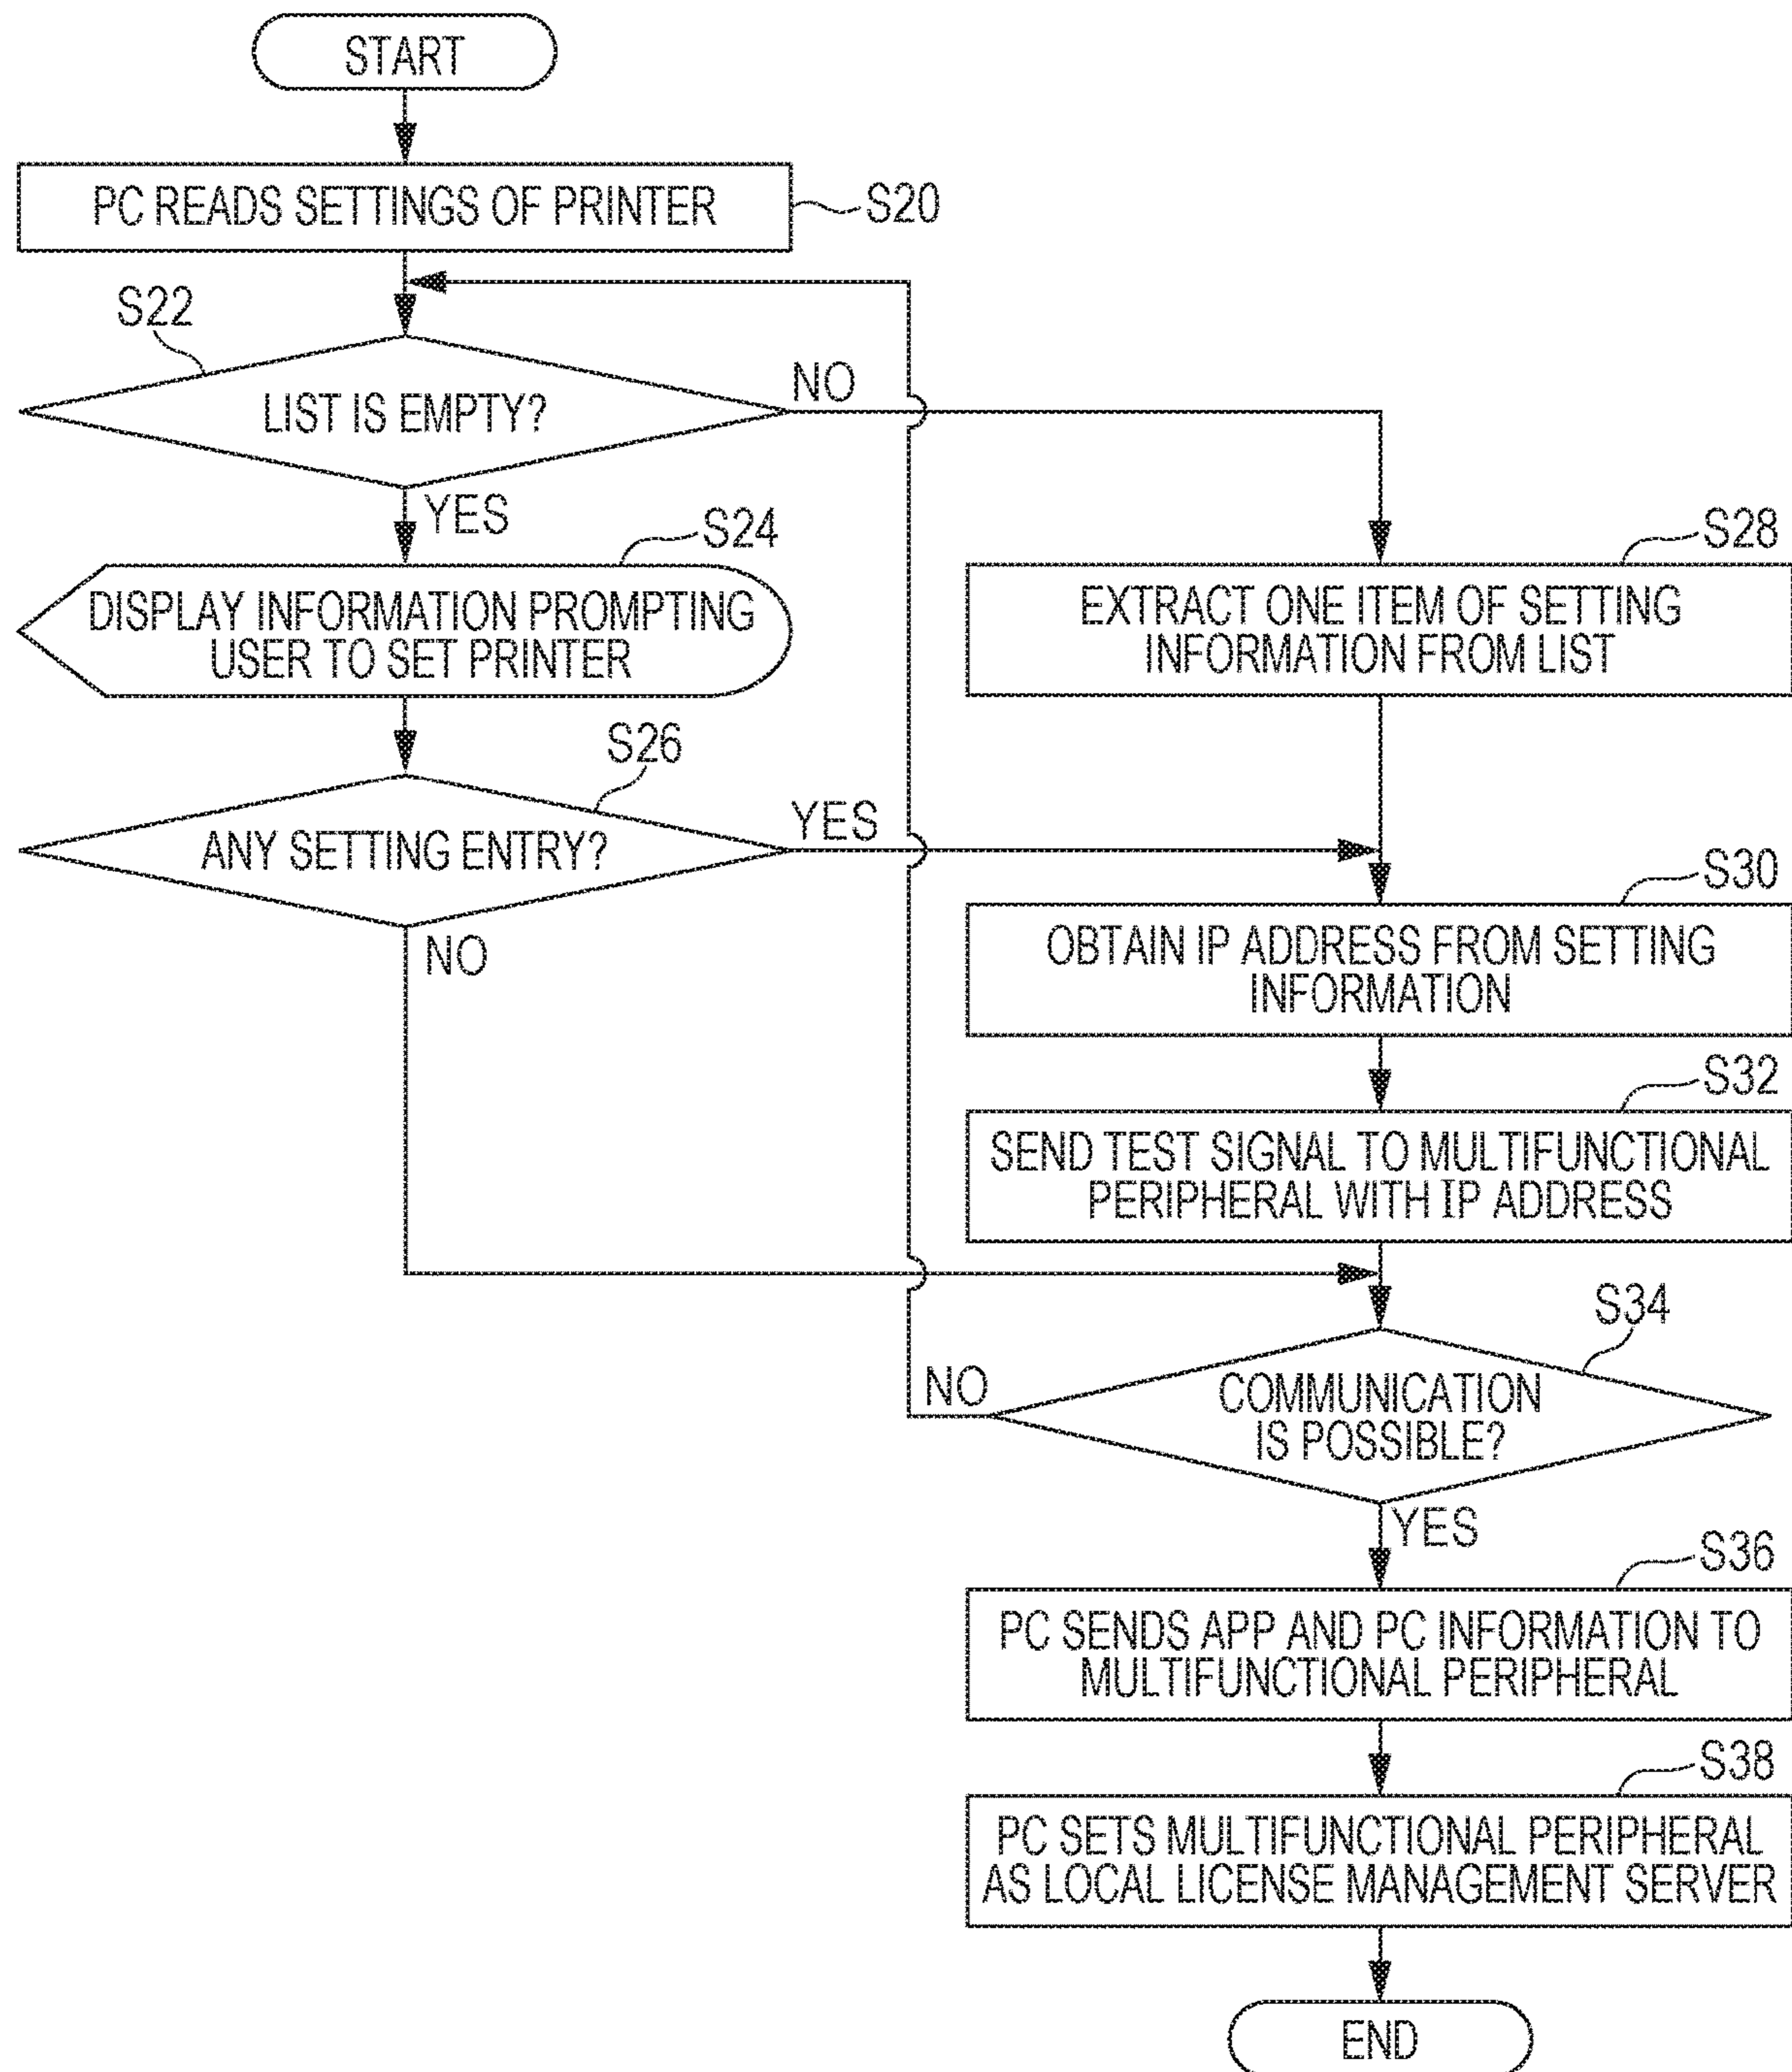 START
PC READS SETTINGS OF PRINTER
S20
S22
LIST IS EMPTY?
NO
YES
S24
DISPLAY INFORMATION PROMPTING
USER TO SET PRINTER
S28
EXTRACT ONE ITEM OF SETTING
INFORMATION FROM LIST
S26
ANY SETTING ENTRY?
YES
NO
S30
OBTAIN IP ADDRESS FROM SETTING
INFORMATION
S32
SEND TEST SIGNAL TO MULTIFUNCTIONAL
PERIPHERAL WITH IP ADDRESS
S34
NO
COMMUNICATION
IS POSSIBLE?
YES
S36
PC SENDS APP AND PC INFORMATION TO
MULTIFUNCTIONAL PERIPHERAL
S38
PC SETS MULTIFUNCTIONAL PERIPHERAL
AS LOCAL LICENSE MANAGEMENT SERVER
END